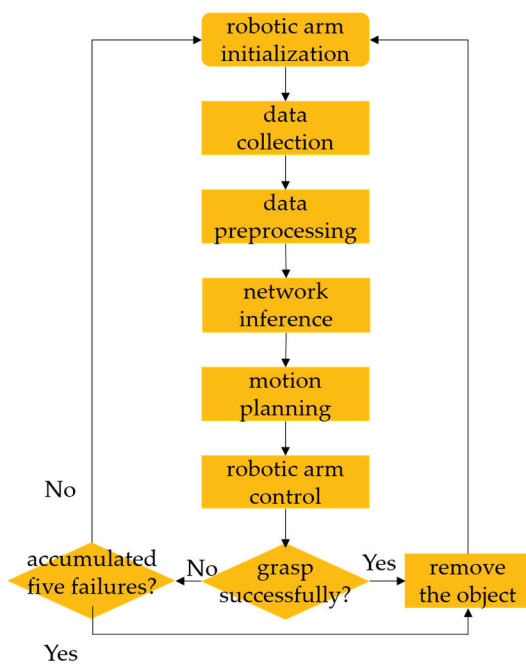 robotic arm
initialization
data
collection
data
preprocessing
network
inference
motion
planning
robotic arm
control
No
accumulated
five failures?
No
grasp
successfully?
Yes
remove
the object
Yes